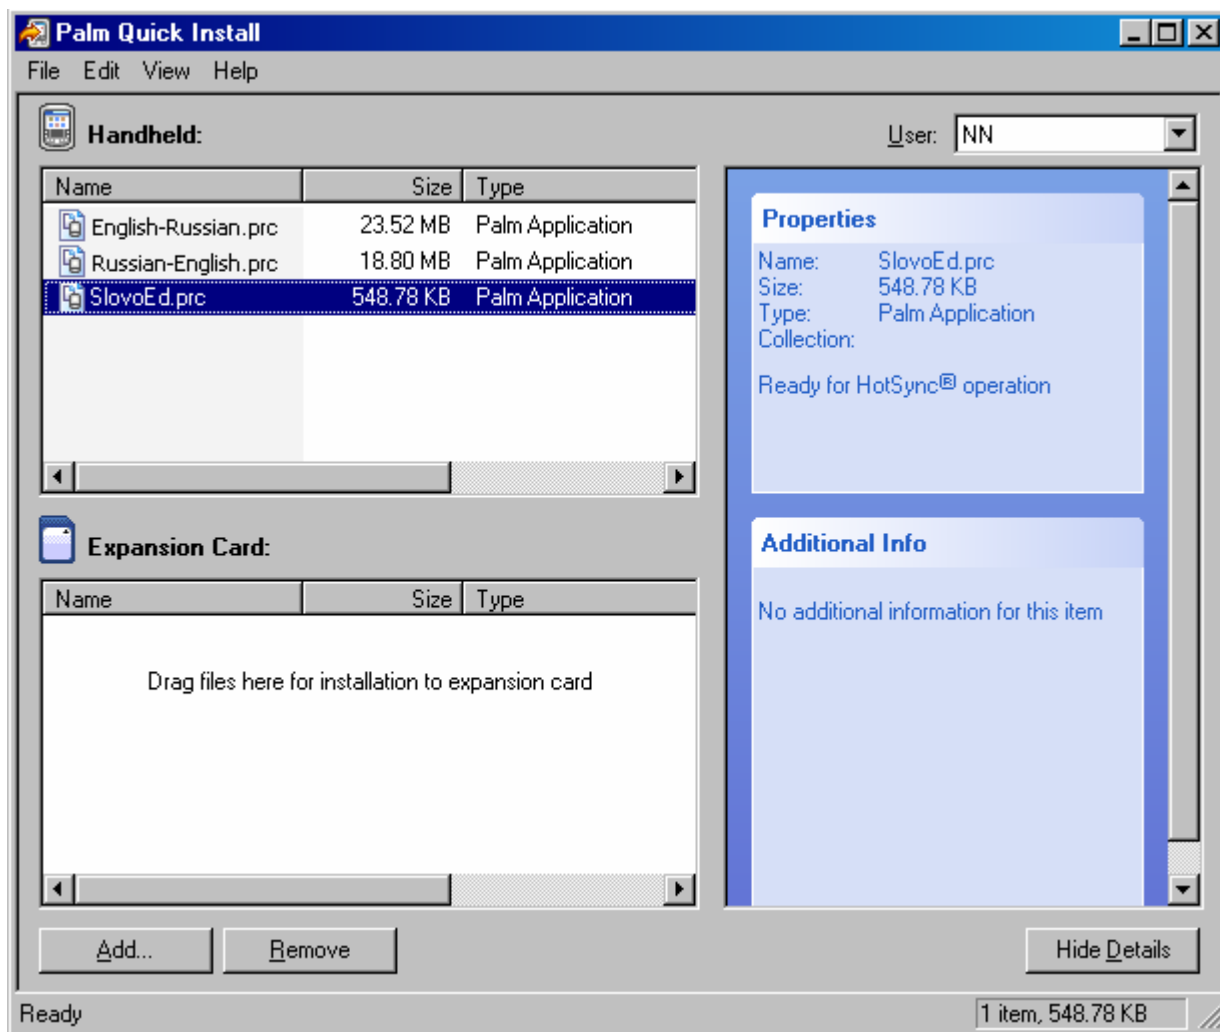 Palm Quick Install
File Edit View Help
Handheld:
User: NN
Name Size Type
English-Russian.prc 23.52 MB Palm Application
Russian-English.prc 18.80 MB Palm Application
SlovoEd.prc 548.78 KB Palm Application
Properties
Name: SlovoEd.prc
Size: 548.78 KB
Type: Palm Application
Collection:
Ready for HotSync® operation
Expansion Card:
Name Size Type
Drag files here for installation to expansion card
Additional Info
No additional information for this item
Add... Remove Hide Details
Ready 1 item, 548.78 KB